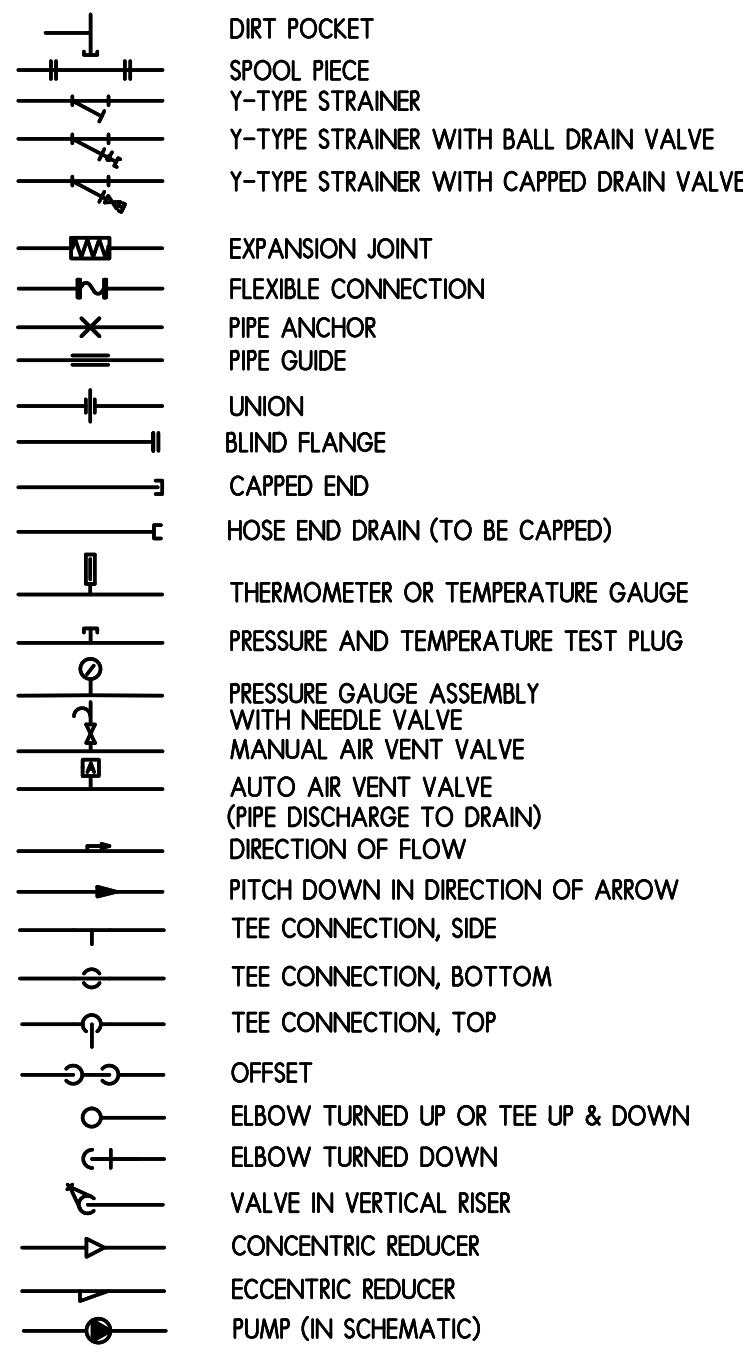 DIRT POCKET
SPOOL PIECE
Y-TYPE STRAINER
Y-TYPE STRAINER WITH BALL DRAIN VALVE
Y-TYPE STRAINER WITH CAPPED DRAIN VALVE
EXPANSION JOINT
FLEXIBLE CONNECTION
PIPE ANCHOR
PIPE GUIDE
UNION
BLIND FLANGE
CAPPED END
HOSE END DRAIN (TO BE CAPPED)
THERMOMETER OR TEMPERATURE GAUGE
PRESSURE AND TEMPERATURE TEST PLUG
PRESSURE GAUGE ASSEMBLY
WITH NEEDLE VALVE
MANUAL AIR VENT VALVE
A
AUTO AIR VENT VALVE
(PIPE DISCHARGE TO DRAIN)
DIRECTION OF FLOW
PITCH DOWN IN DIRECTION OF ARROW
TEE CONNECTION, SIDE
TEE CONNECTION, BOTTOM
TEE CONNECTION, TOP
OFFSET
ELBOW TURNED UP OR TEE UP & DOWN
ELBOW TURNED DOWN
VALVE IN VERTICAL RISER
CONCENTRIC REDUCER
ECCENTRIC REDUCER
PUMP (IN SCHEMATIC)